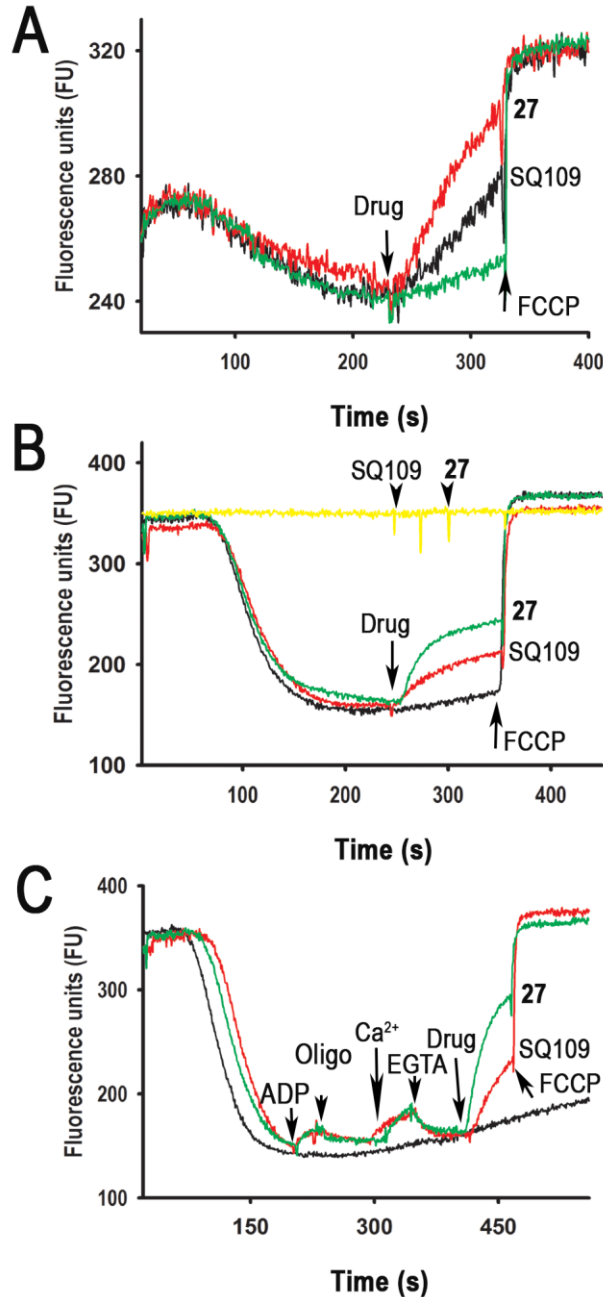 A
Fluorescence units (FU)
320
280
240
27
SQ109
Drug
FCCP
100 200 300 400
Time (s)
B
Fluorescence units (FU)
400
300
200
100
SQ109 27
Drug
27
SQ109
FCCP
100 200 300 400
Time (s)
C
Fluorescence units (FU)
400
300
200
100
ADP
Oligo
Ca²⁺
EGTA
Drug
27
SQ109
FCCP
150 300 450
Time (s)